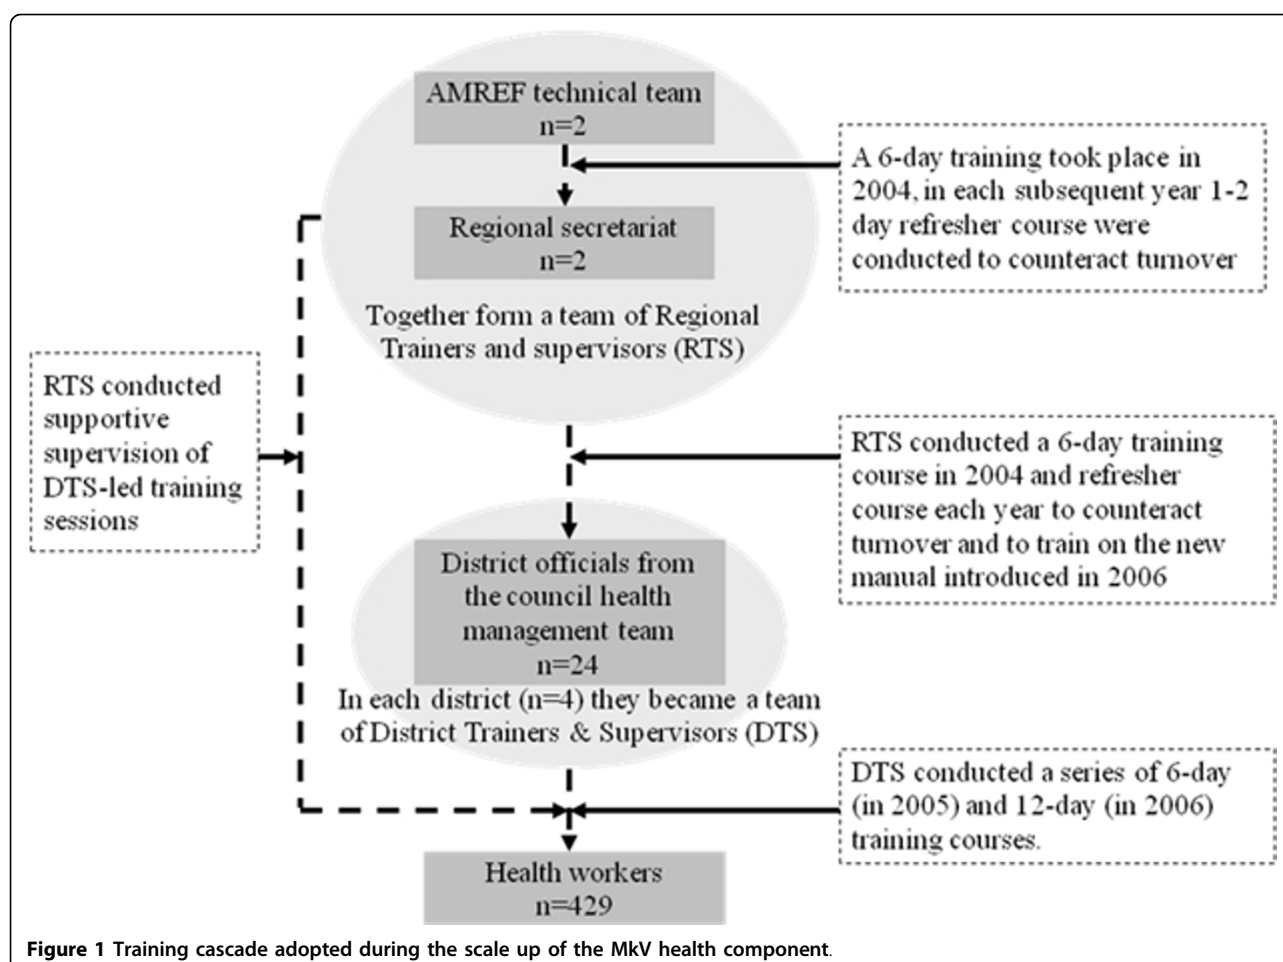 AMREF technical team
n=2
A 6-day training took place in
2004, in each subsequent year 1-2
day refresher course were
conducted to counteract turnover
Regional secretariat
n=2
Together form a team of Regional
Trainers and supervisors (RTS)
RTS conducted
supportive
supervision of
DTS-led training
sessions
RTS conducted a 6-day training
course in 2004 and refresher
course each year to counteract
turnover and to train on the new
manual introduced in 2006
District officials from
the council health
management team
n=24
In each district (n=4) they became a team
of District Trainers & Supervisors (DTS)
DTS conducted a series of 6-day
(in 2005) and 12-day (in 2006)
training courses.
Health workers
n=429
Figure 1 Training cascade adopted during the scale up of the MkV health component.